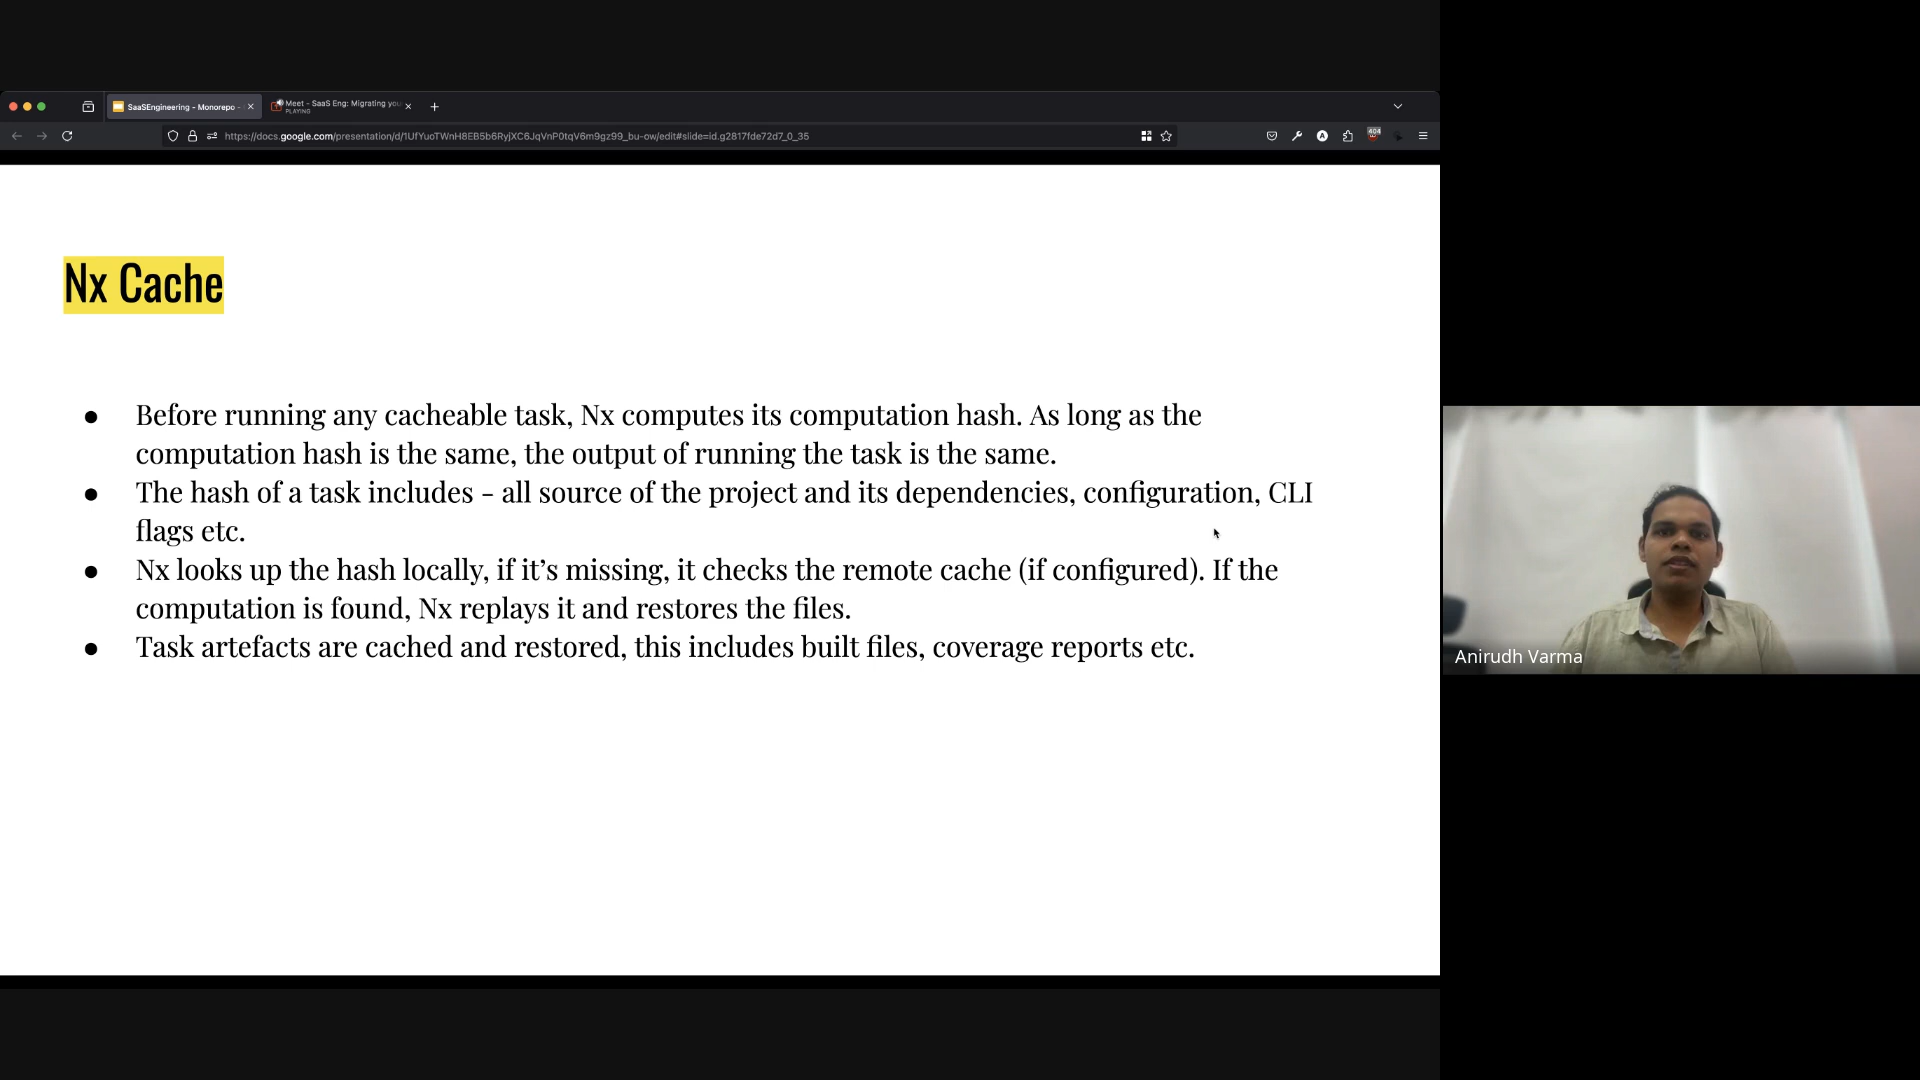 SaaSEngineering - Monorepo -
Meet - SaaS Eng: Migrating you
PLAYING
https://docs.google.com/presentation/d/1UfYuoTWnH8EB5b6RyjXC6JqVnP0tqV6m9gz99_bu-ow/edit#slide=id.g2817fde72d7_0_35
404
Nx Cache
● Before running any cacheable task, Nx computes its computation hash. As long as the
computation hash is the same, the output of running the task is the same.
● The hash of a task includes - all source of the project and its dependencies, configuration, CLI
flags etc.
● Nx looks up the hash locally, if it’s missing, it checks the remote cache (if configured). If the
computation is found, Nx replays it and restores the files.
● Task artefacts are cached and restored, this includes built files, coverage reports etc.
Anirudh Varma